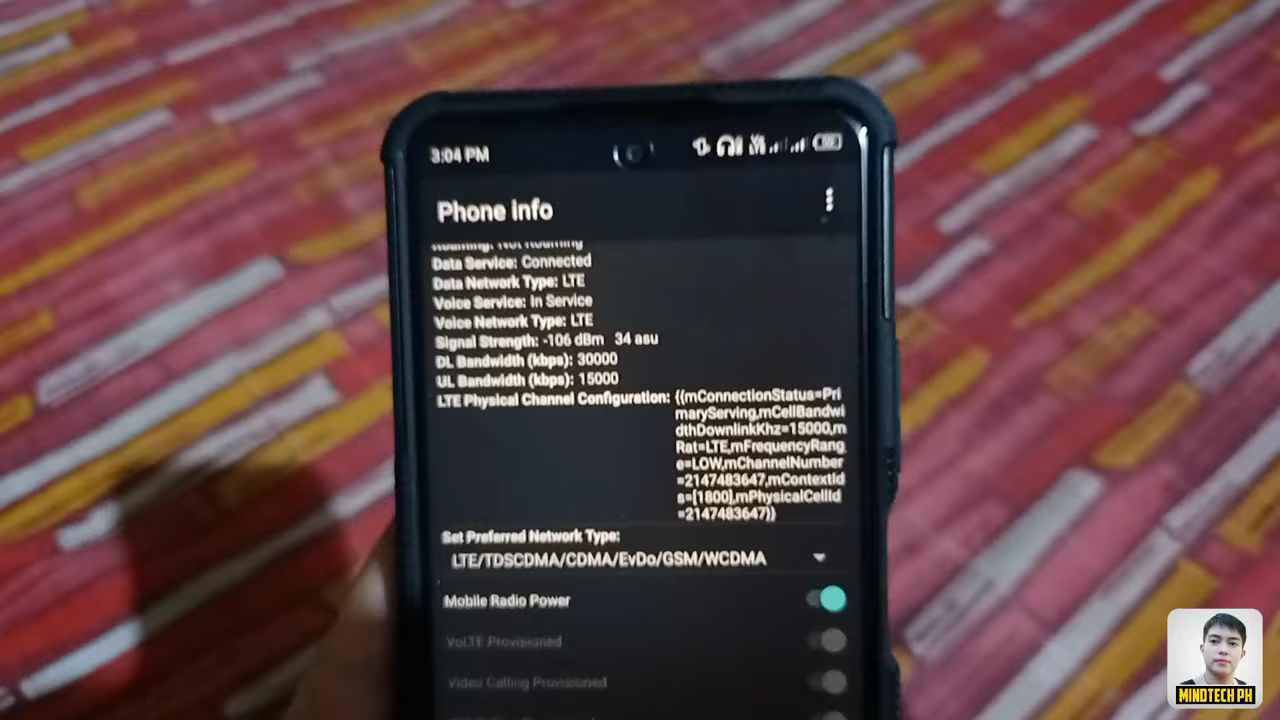 3:04 PM
Phone info
Roaming: Not Roaming
Data Service: Connected
Data Network Type: LTE
Voice Service: In Service
Voice Network Type: LTE
Signal Strength: -106 dBm 34 asu
DL Bandwidth (kbps): 30000
UL Bandwidth (kbps): 15000
LTE Physical Channel Configuration: {{mConnectionStatus=Pri
maryServing,mCellBandwi
dthDownlinkKhz=15000,m
Rat=LTE,mFrequencyRang
e=LOW,mChannelNumber
=2147483647,mContextId
s=[1800],mPhysicalCellId
=2147483647}}
Set Preferred Network Type:
LTE/TDSCDMA/CDMA/EvDo/GSM/WCDMA
Mobile Radio Power
VoLTE Provisioned
Video Calling Provisioned
MINDTECH PH